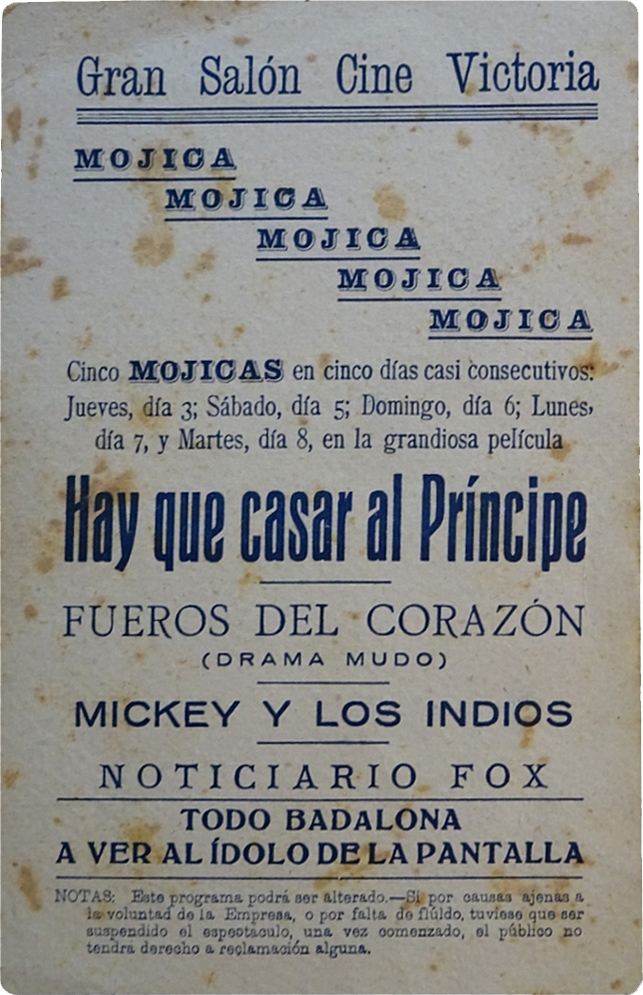 Gran Salón Cine Victoria
MOJICA
MOJICA
MOJICA
MOJICA
MOJICA
Cinco MOJICAS en cinco días casi consecutivos:
Jueves, día 3; Sábado, día 5; Domingo, día 6; Lunes,
día 7, y Martes, día 8, en la grandiosa película
Hay que casar al Príncipe
FUEROS DEL CORAZÓN
(DRAMA MUDO)
MICKEY Y LOS INDIOS
NOTICIARIO FOX
TODO BADALONA
A VER AL ÍDOLO DE LA PANTALLA
NOTAS: Este programa podrá ser alterado.—Si por causas ajenas a
la voluntad de la Empresa, o por falta de flúido, tuviese que ser
suspendido el espectáculo, una vez comenzado, el público no
tendrá derecho a reclamación alguna.